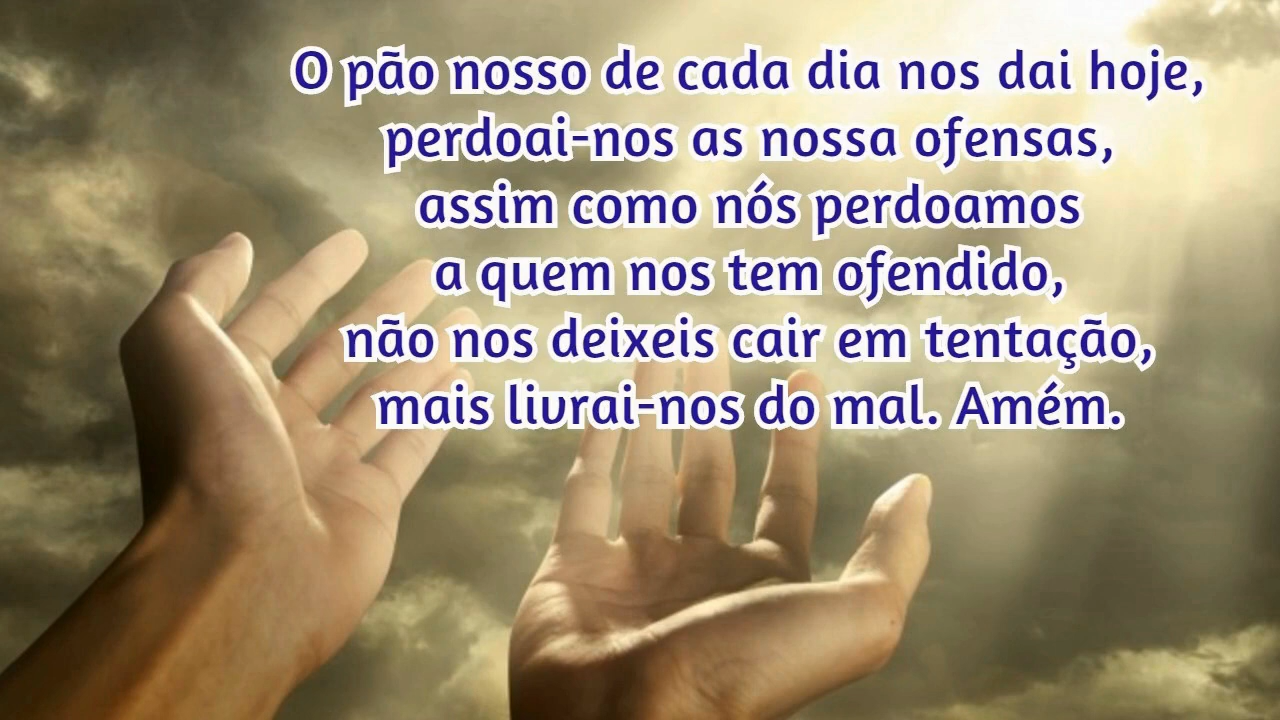 O pão nosso de cada dia nos dai hoje,
perdoai-nos as nossa ofensas,
assim como nós perdoamos
a quem nos tem ofendido,
não nos deixeis cair em tentação,
mais livrai-nos do mal. Amém.